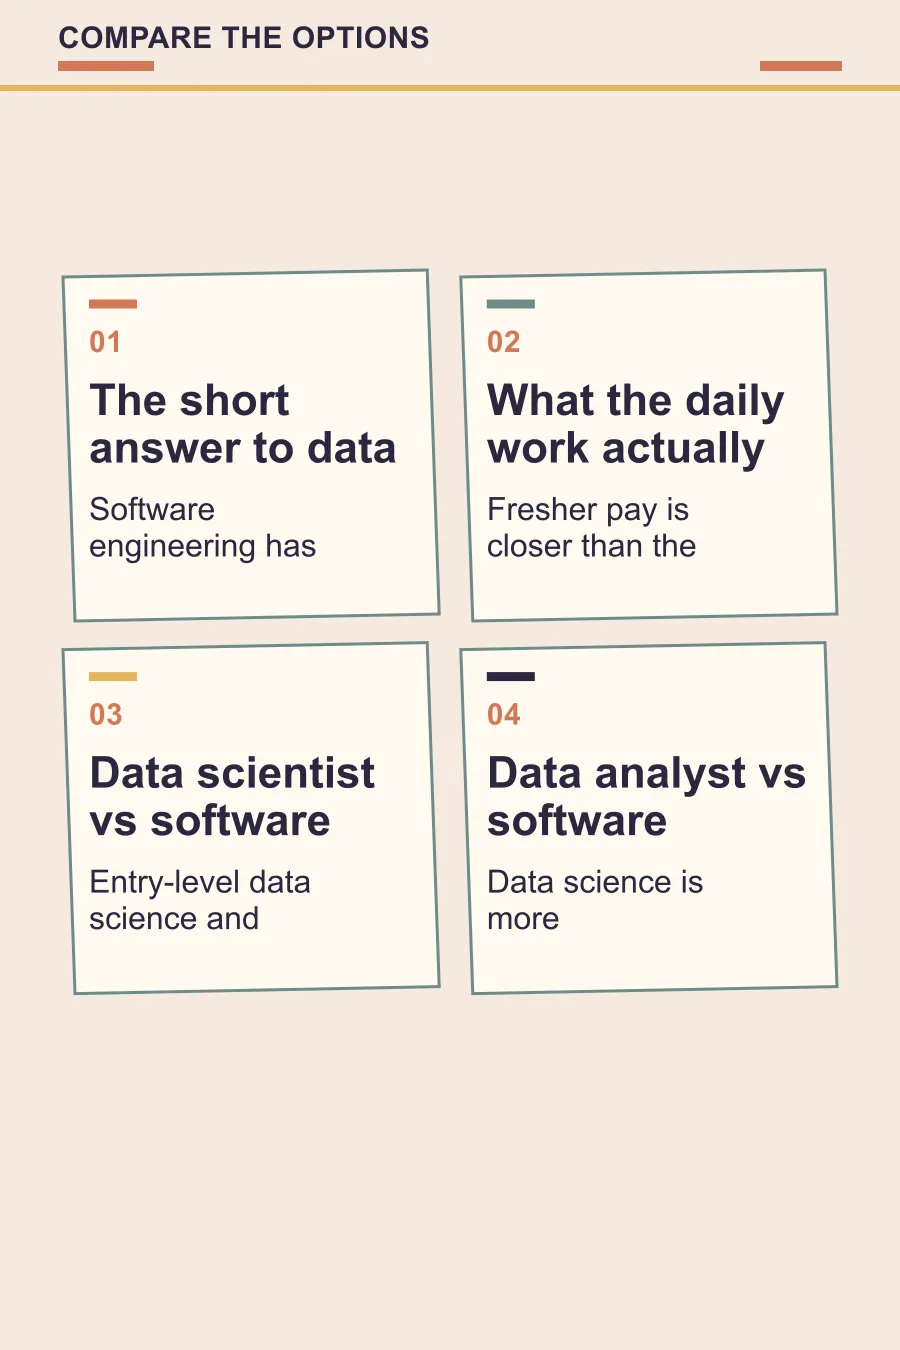 COMPARE THE OPTIONS
01
The short
answer to data
Software
engineering has
02
What the daily
work actually
Fresher pay is
closer than the
03
Data scientist
vs software
Entry-level data
science and
04
Data analyst vs
software
Data science is
more